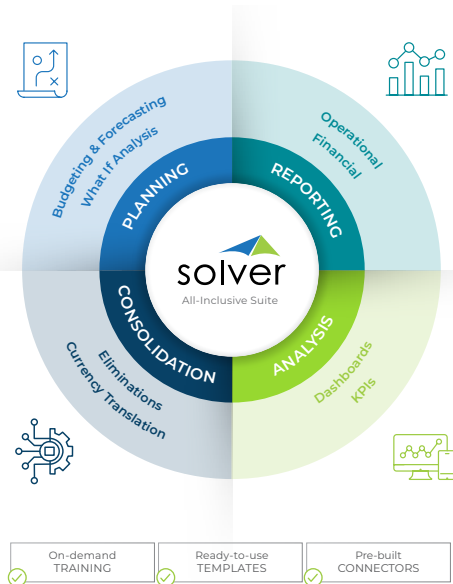 Budgeting & Forecasting
What If Analysis
PLANNING
Operational
Financial
REPORTING
solver
All-Inclusive Suite
CONSOLIDATION
Eliminations
Currency Translation
ANALYSIS
Dashboards
KPIs
On-demand
TRAINING
Ready-to-use
TEMPLATES
Pre-built
CONNECTORS